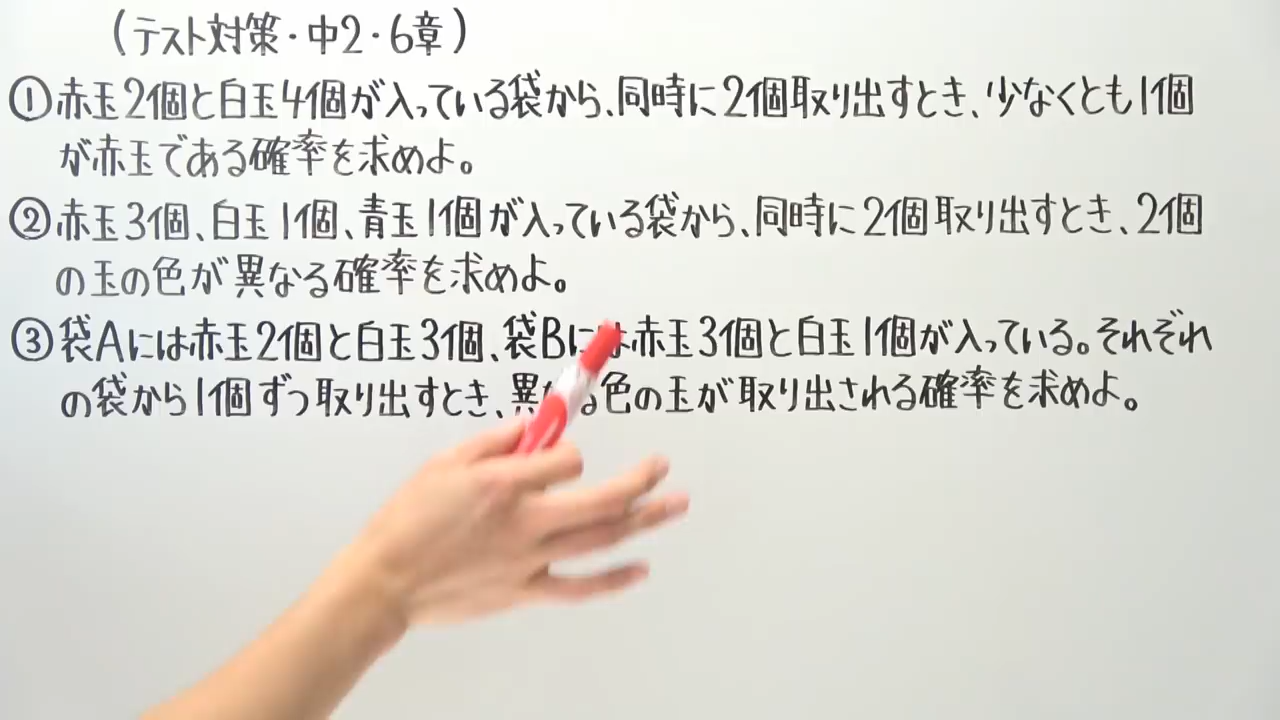 (テスト対策・中2・6章)
①赤玉2個と白玉4個が入っている袋から、同時に2個取り出すとき、少なくとも1個
が赤玉である確率を求めよ。
②赤玉3個、白玉1個、青玉1個が入っている袋から、同時に2個取り出すとき、2個
の玉の色が異なる確率を求めよ。
③袋Aには赤玉2個と白玉3個、袋Bには赤玉3個と白玉1個が入っている。それぞれ
の袋から1個ずつ取り出すとき、異なる色の玉が取り出される確率を求めよ。